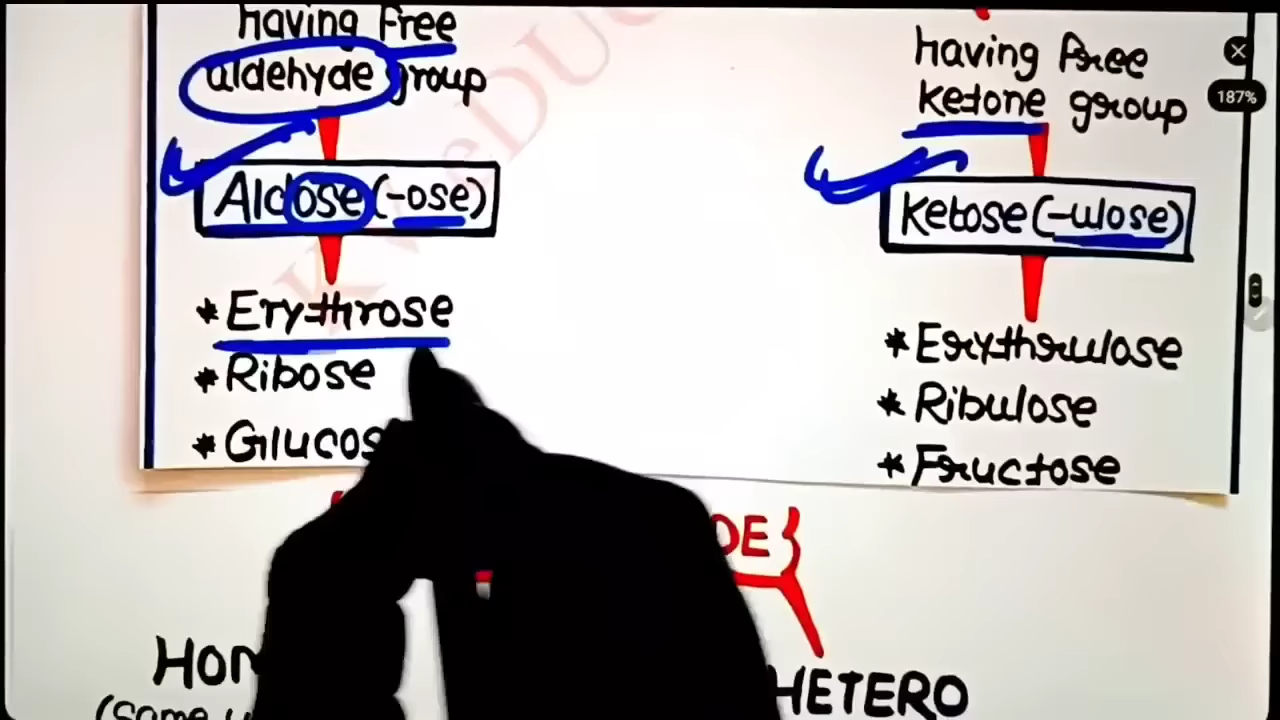 having Free
aldehyde group
Aldose (-ose)
* Erythrose
* Ribose
having free
ketone group
Ketose (-ulose)
* Erythrulose
* Ribulose
* Fructose
187%
HETERO
(same